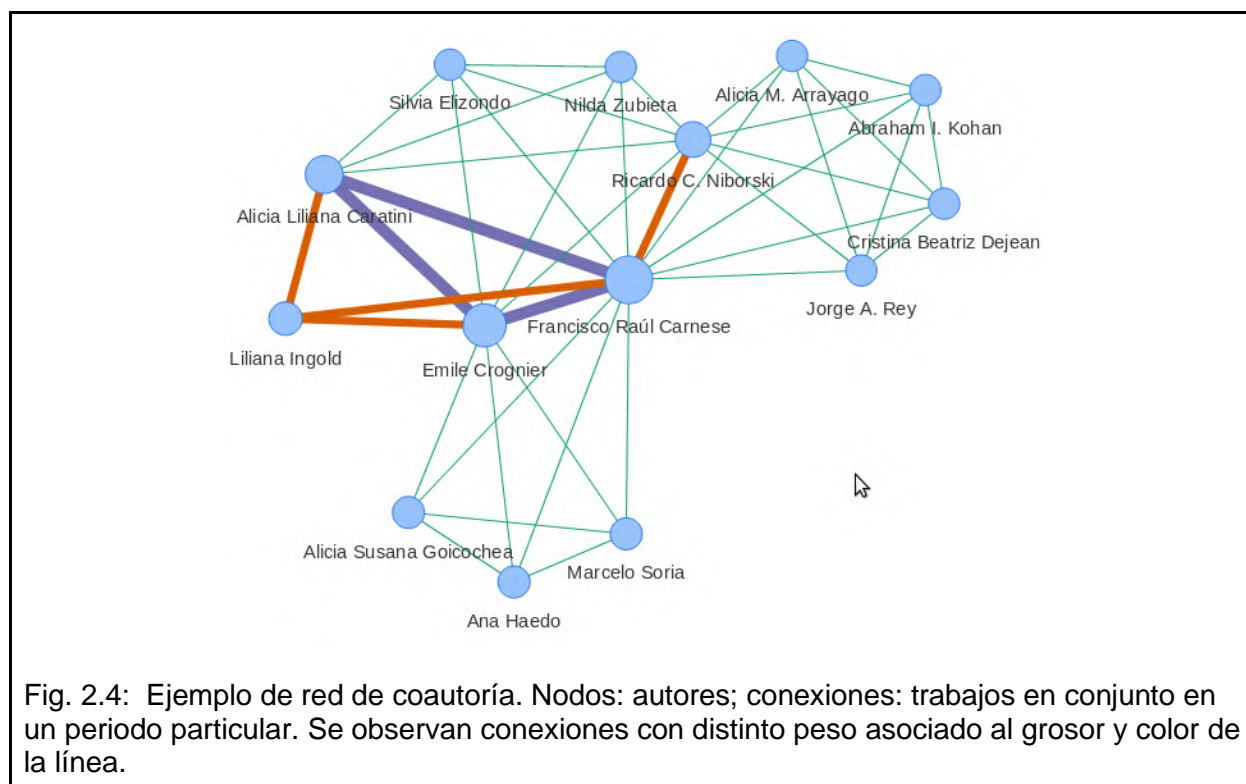 Silvia Elizondo
Nilda Zubieta
Alicia M. Arrayago
Abraham I. Kohan
Ricardo C. Niborski
Alicia Liliana Caratini
Cristina Beatriz Dejean
Jorge A. Rey
Francisco Raúl Carnese
Liliana Ingold
Emile Crognier
Alicia Susana Goicochea
Marcelo Soria
Ana Haedo
Fig. 2.4: Ejemplo de red de coautoría. Nodos: autores; conexiones: trabajos en conjunto en
un periodo particular. Se observan conexiones con distinto peso asociado al grosor y color de
la línea.